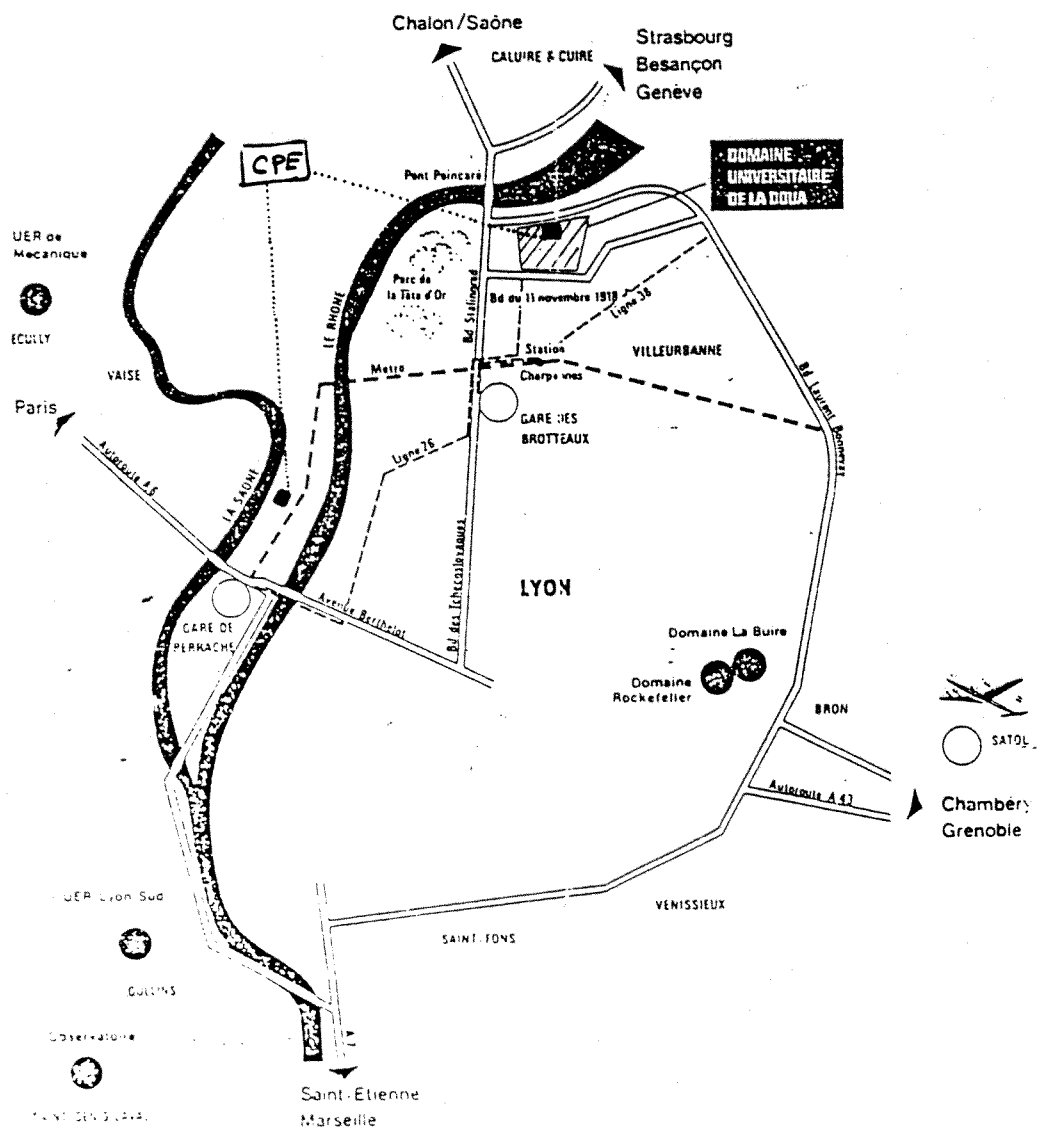 Chalon/Saône
CALUIRE & CUIRE
Strasbourg
Besançon
Genève
CPE
Pont Poincaré
DOMAINE
UNIVERSITAIRE
DE LA DOUA
UER de
Mecanique
ECULLY
Parc de
la Tête d'Or
LE RHONE
Bd Stalingrad
Bd du 11 novembre 1918
Ligne 38
Station
Charpennes
VILLEURBANNE
Metro
VAISE
Paris
Autoroute A6
LA SAONE
GARE DES
BROTTEAUX
Ligne 26
Bd Laurent Bonnevay
Bd des Tchecoslovaques
LYON
Avenue Berthelot
GARE DE
PERRACHE
Domaine La Buire
Domaine
Rockefeller
BRON
SATOL
Autoroute A 43
Chambéry
Grenoble
UER Lyon Sud
VENISSIEUX
SAINT-FONS
Observatoire
A7
Saint-Etienne
Marseille